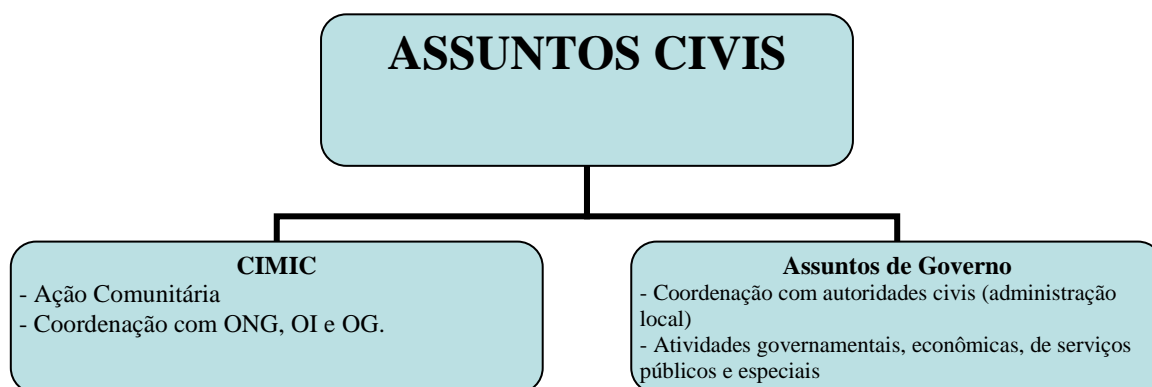 ASSUNTOS CIVIS
CIMIC
- Ação Comunitária
- Coordenação com ONG, OI e OG.
Assuntos de Governo
- Coordenação com autoridades civis (administração
local)
- Atividades governamentais, econômicas, de serviços
públicos e especiais